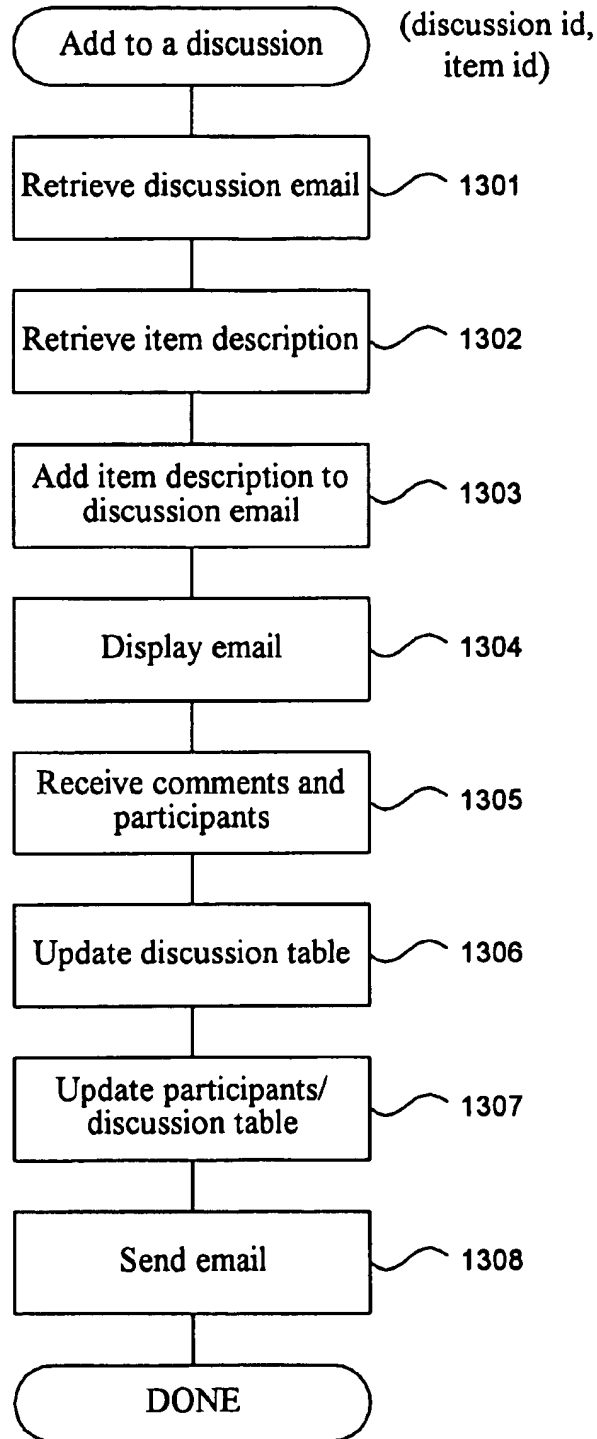 Add to a discussion
(discussion id,
item id)
Retrieve discussion email
1301
Retrieve item description
1302
Add item description to
discussion email
1303
Display email
1304
Receive comments and
participants
1305
Update discussion table
1306
Update participants/
discussion table
1307
Send email
1308
DONE